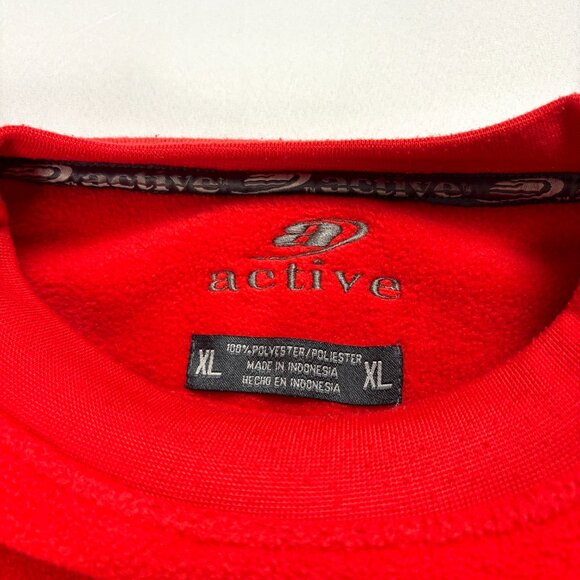 active active
a
active
XL 100% POLYESTER/POLIESTER XL
MADE IN INDONESIA
HECHO EN INDONESIA